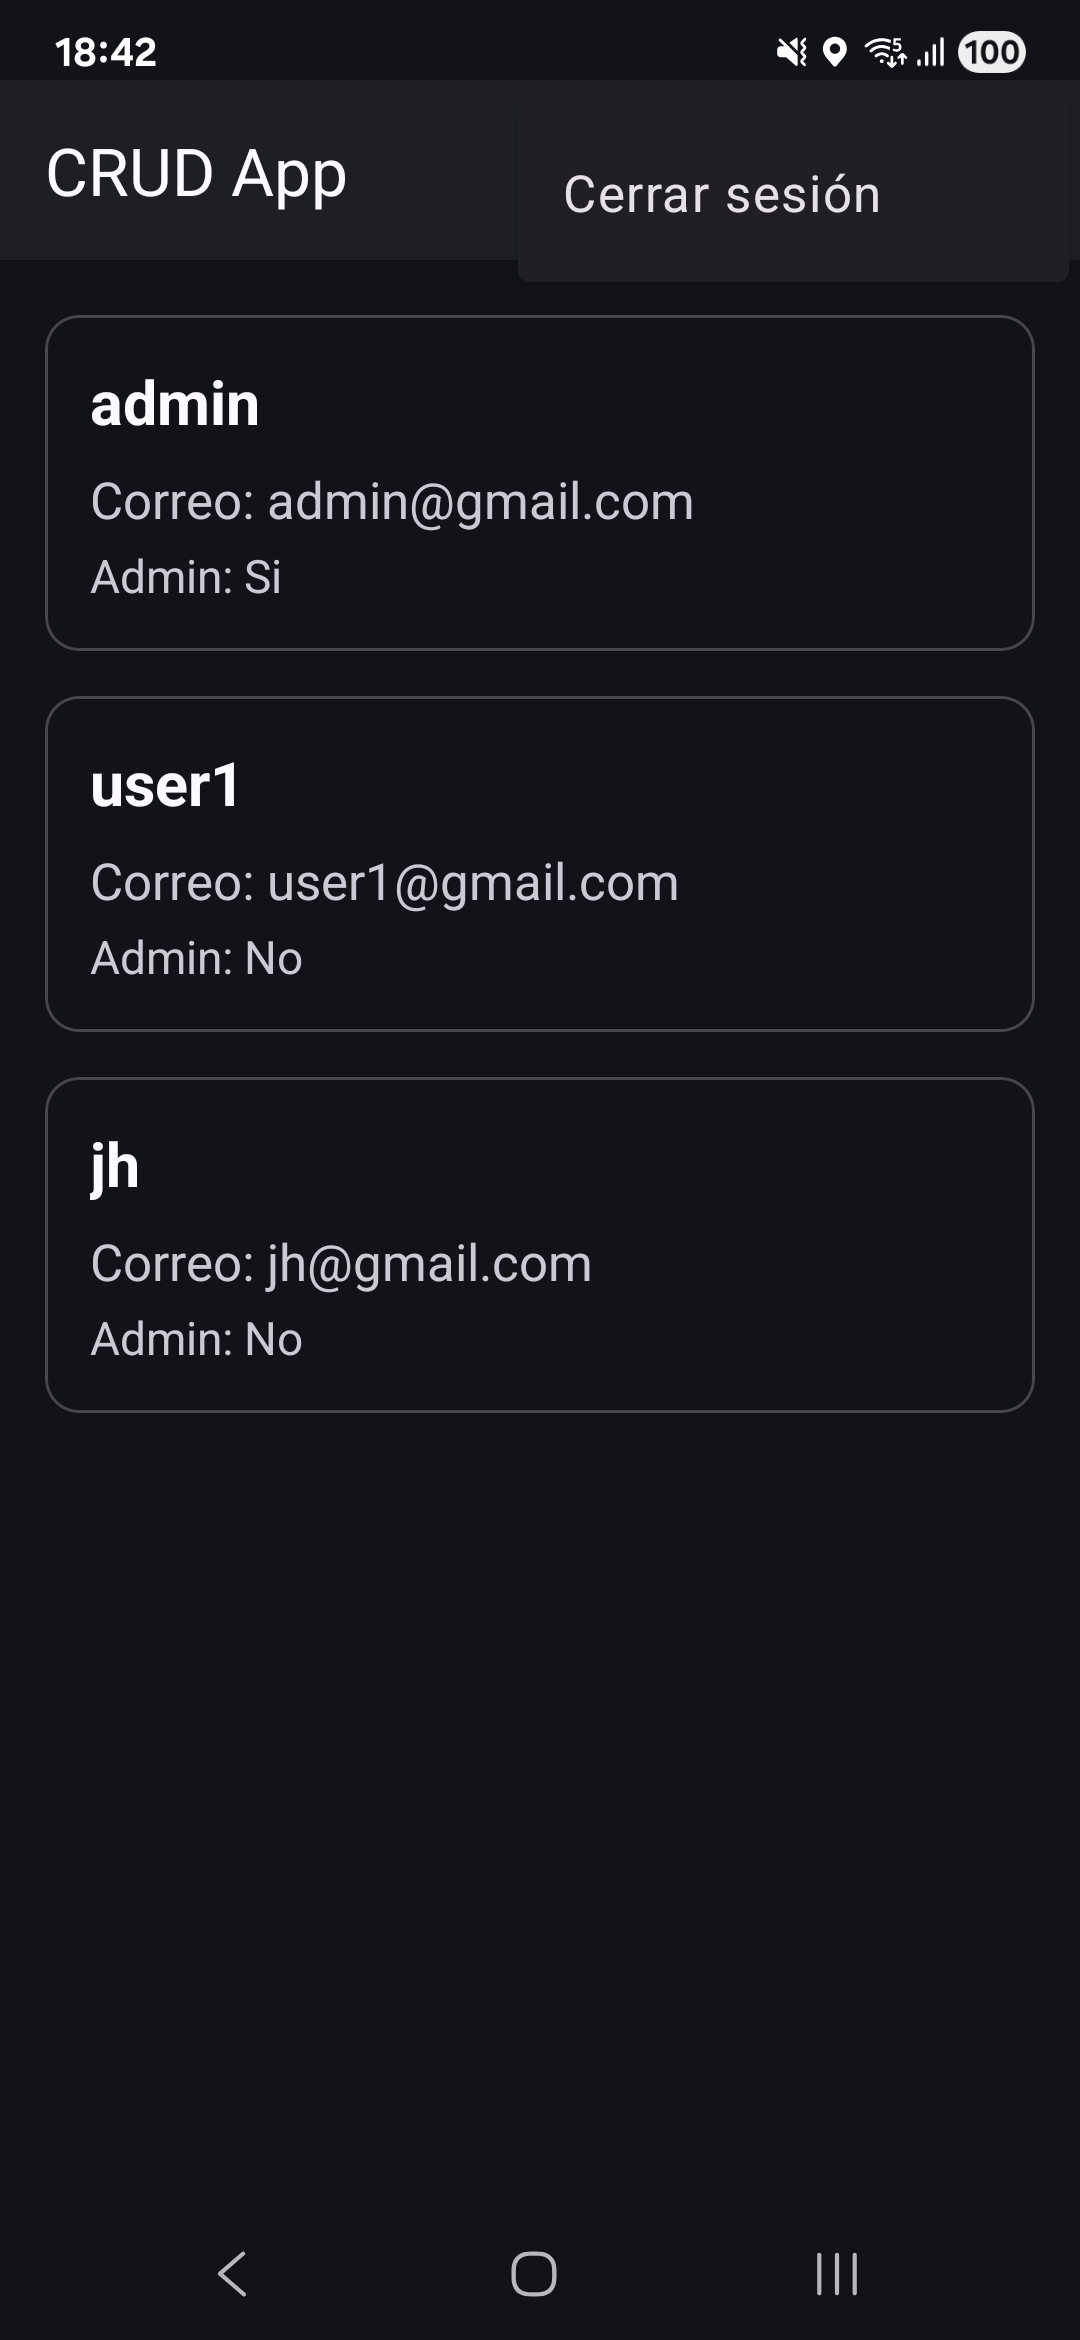 18:42
5
100
CRUD App
Cerrar sesión
admin
Correo: admin@gmail.com
Admin: Si
user1
Correo: user1@gmail.com
Admin: No
jh
Correo: jh@gmail.com
Admin: No